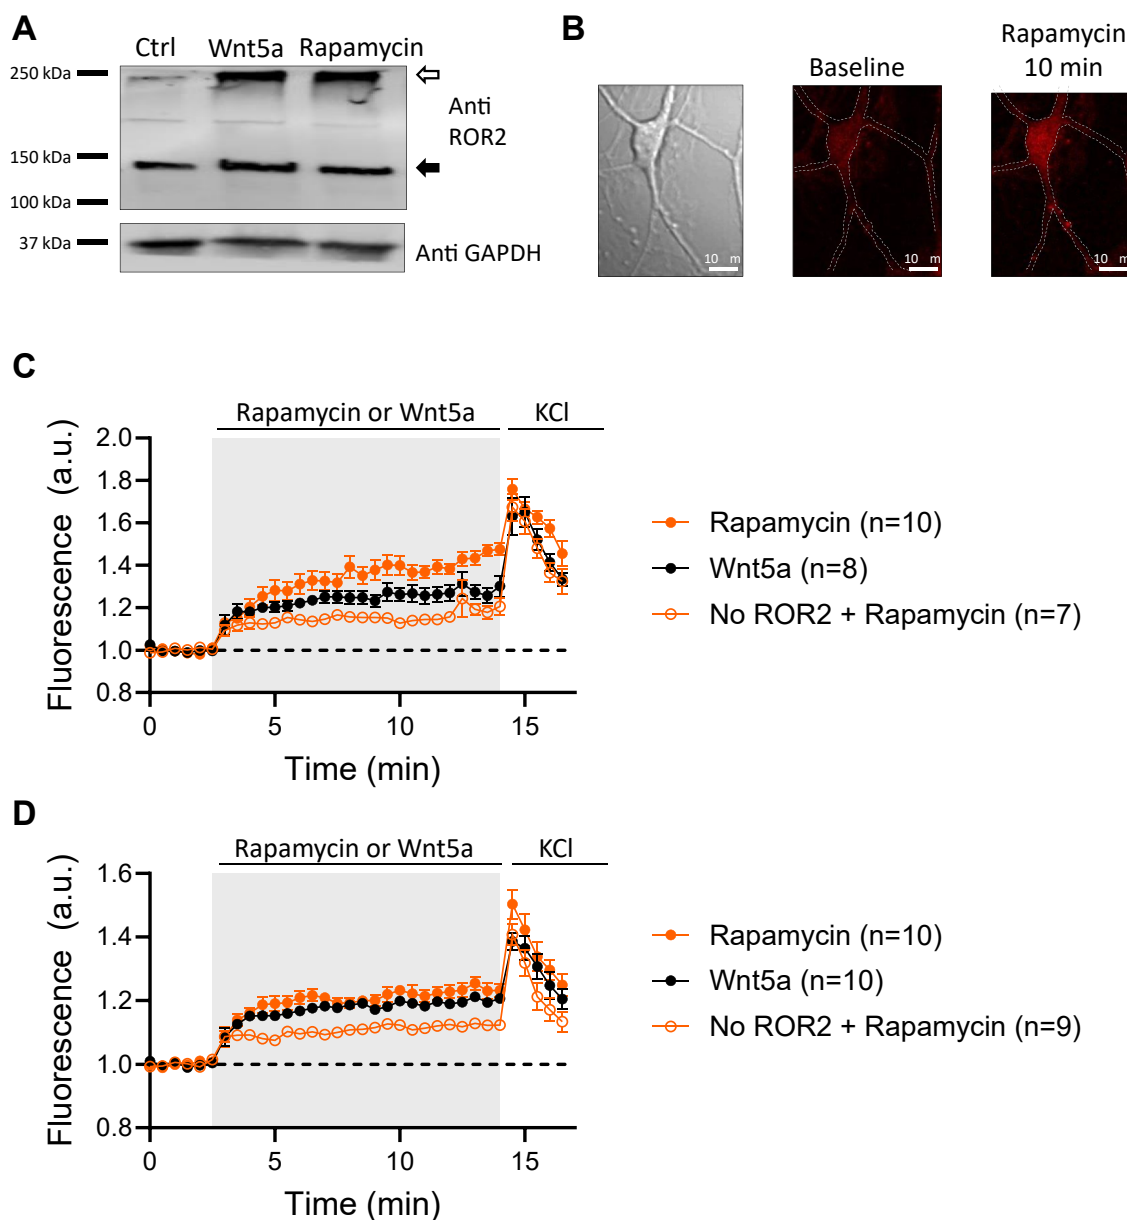 A
Ctrl Wnt5a Rapamycin
250 kDa
Anti
ROR2
150 kDa
100 kDa
37 kDa
Anti GAPDH
B
Baseline
Rapamycin
10 min
10 m
10 m
10 m
C
Rapamycin or Wnt5a
KCl
Fluorescence (a.u.)
2.0
1.8
1.6
1.4
1.2
1.0
0.8
0 5 10 15
Time (min)
Rapamycin (n=10)
Wnt5a (n=8)
No ROR2 + Rapamycin (n=7)
D
Rapamycin or Wnt5a
KCl
Fluorescence (a.u.)
1.6
1.4
1.2
1.0
0.8
0 5 10 15
Time (min)
Rapamycin (n=10)
Wnt5a (n=10)
No ROR2 + Rapamycin (n=9)